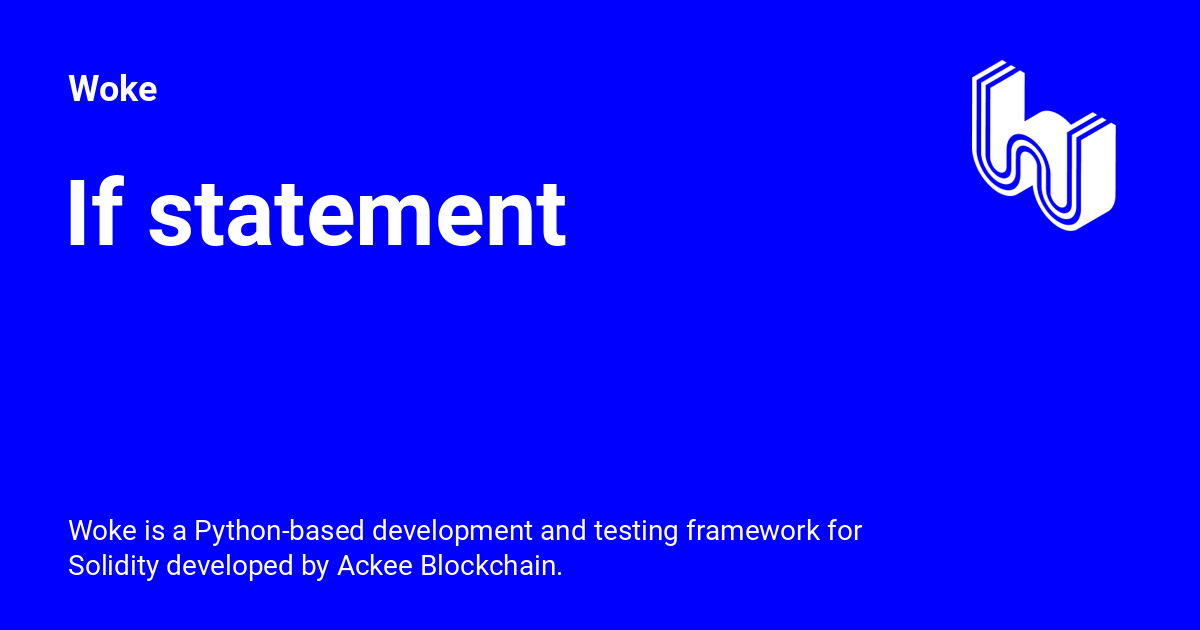 Woke
If statement
Woke is a Python-based development and testing framework for
Solidity developed by Ackee Blockchain.